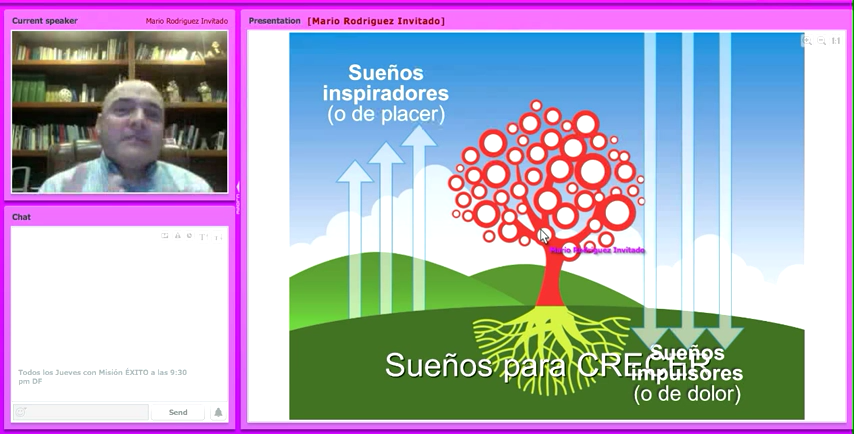 Current speaker
Mario Rodriguez Invitado
Presentation
[Mario Rodriguez Invitado]
Sueños
inspiradores
(o de placer)
Mario Rodriguez Invitado
Sueños para CRECER
Sueños
impulsores
(o de dolor)
Chat
Todos los Jueves con Misión ÉXITO a las 9:30
pm DF
Send